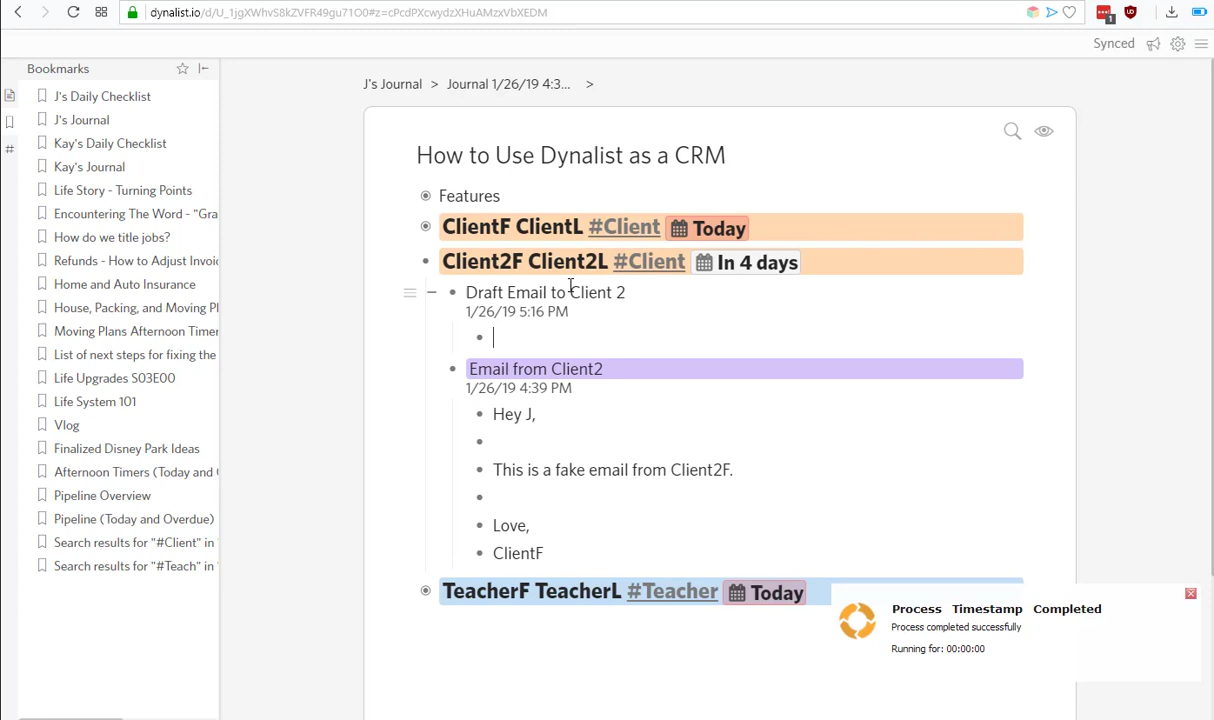 dynalist.io/d/U_1jgXWhvS8kZVFR49gu71O0#z=cPcdPXcwydzXHuAMzxVbXEDM
1
UD
Synced
Bookmarks
J's Daily Checklist
J's Journal
Kay's Daily Checklist
Kay's Journal
Life Story - Turning Points
Encountering The Word - "Gra
How do we title jobs?
Refunds - How to Adjust Invoic
Home and Auto Insurance
House, Packing, and Moving Pl
Moving Plans Afternoon Timer
List of next steps for fixing the
Life Upgrades S03E00
Life System 101
Vlog
Finalized Disney Park Ideas
Afternoon Timers (Today and O
Pipeline Overview
Pipeline (Today and Overdue)
Search results for "#Client" in '
Search results for "#Teach" in '
J's Journal > Journal 1/26/19 4:3... >
How to Use Dynalist as a CRM
Features
ClientF ClientL #Client Today
Client2F Client2L #Client In 4 days
Draft Email to Client 2
1/26/19 5:16 PM
Email from Client2
1/26/19 4:39 PM
Hey J,
This is a fake email from Client2F.
Love,
ClientF
TeacherF TeacherL #Teacher Today
Process Timestamp Completed
Process completed successfully
Running for: 00:00:00